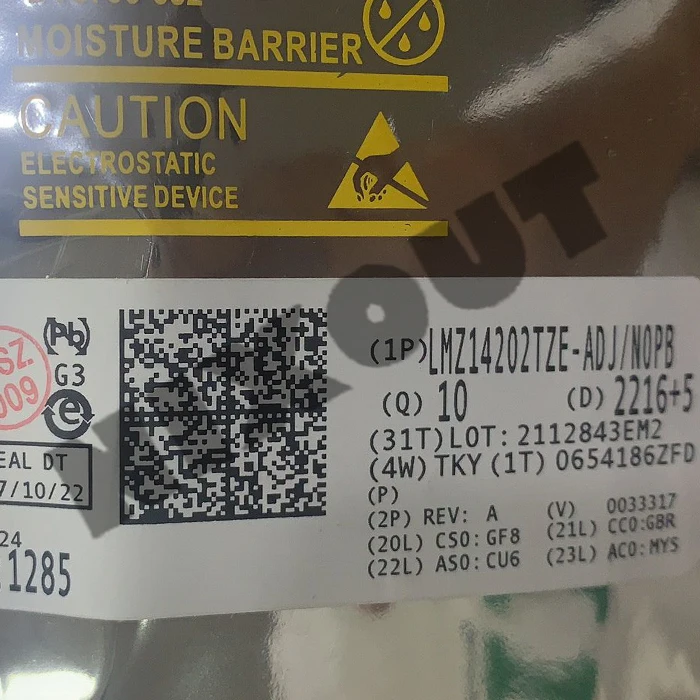 MOISTURE BARRIER
CAUTION
ELECTROSTATIC
SENSITIVE DEVICE
Pb
G3
e
SZ
009
EAL DT
7/10/22
24
1285
(1P)LMZ14202TZE-ADJ/NOPB
(Q) 10 (D) 2216+5
(31T)LOT: 2112843EM2
(4W) TKY (1T) 0654186ZFD
(P)
(2P) REV: A (V) 0033317
(20L) CSO: GF8 (21L) CCO:GBR
(22L) ASO: CU6 (23L) ACO:MYS